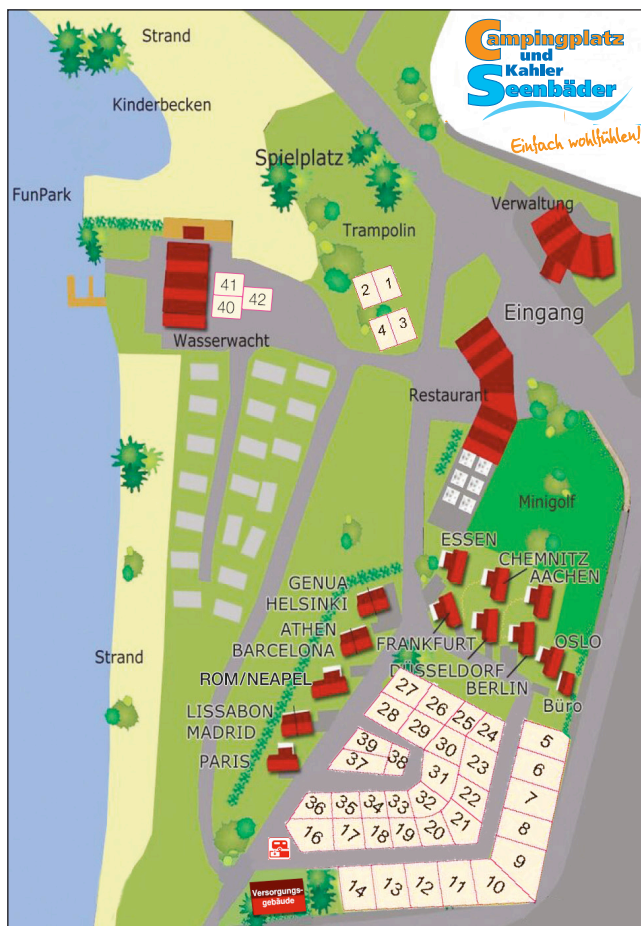 Campingplatz
und
Kahler
Seenbäder
Einfach wohlfühlen!
Strand
Kinderbecken
Spielplatz
FunPark
Trampolin
Verwaltung
41
40
42
2
1
4
3
Eingang
Wasserwacht
Restaurant
Minigolf
ESSEN
CHEMNITZ
AACHEN
GENUA
HELSINKI
ATHEN
BARCELONA
FRANKFURT
DÜSSELDORF
BERLIN
OSLO
Büro
Strand
ROM/NEAPEL
LISSABON
MADRID
PARIS
27
26
25
24
28
29
30
23
39
38
37
31
22
36
35
34
33
32
21
16
17
18
19
20
5
6
7
8
9
14
13
12
11
10
Versorgungs-
gebäude